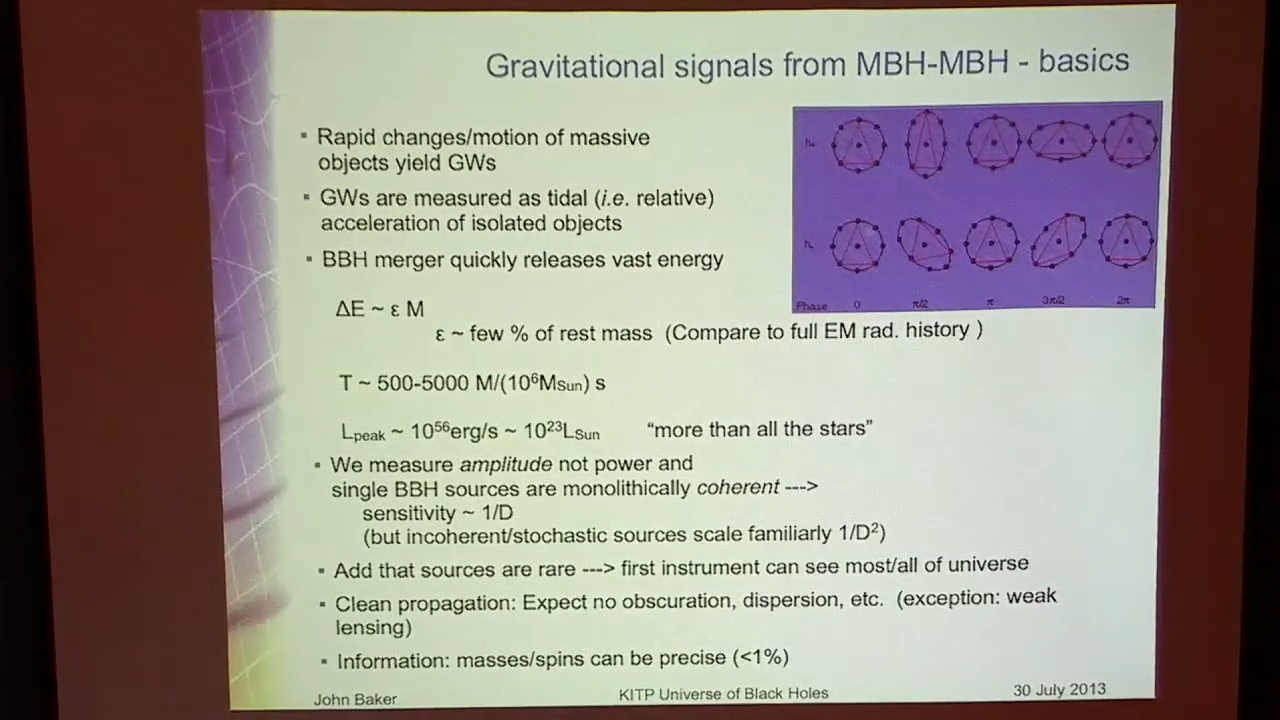 Gravitational signals from MBH-MBH - basics
▪ Rapid changes/motion of massive
objects yield GWs
▪ GWs are measured as tidal (i.e. relative)
acceleration of isolated objects
▪ BBH merger quickly releases vast energy
h+
Phase 0 π/2 π 3π/2 2π
ΔE ~ ε M
ε ~ few % of rest mass (Compare to full EM rad. history )
T ~ 500-5000 M/(10⁶MSun) s
Lpeak ~ 10⁵⁶erg/s ~ 10²³LSun “more than all the stars”
▪ We measure amplitude not power and
single BBH sources are monolithically coherent --->
sensitivity ~ 1/D
(but incoherent/stochastic sources scale familiarly 1/D²)
▪ Add that sources are rare ---> first instrument can see most/all of universe
▪ Clean propagation: Expect no obscuration, dispersion, etc. (exception: weak
lensing)
▪ Information: masses/spins can be precise (<1%)
John Baker KITP Universe of Black Holes 30 July 2013